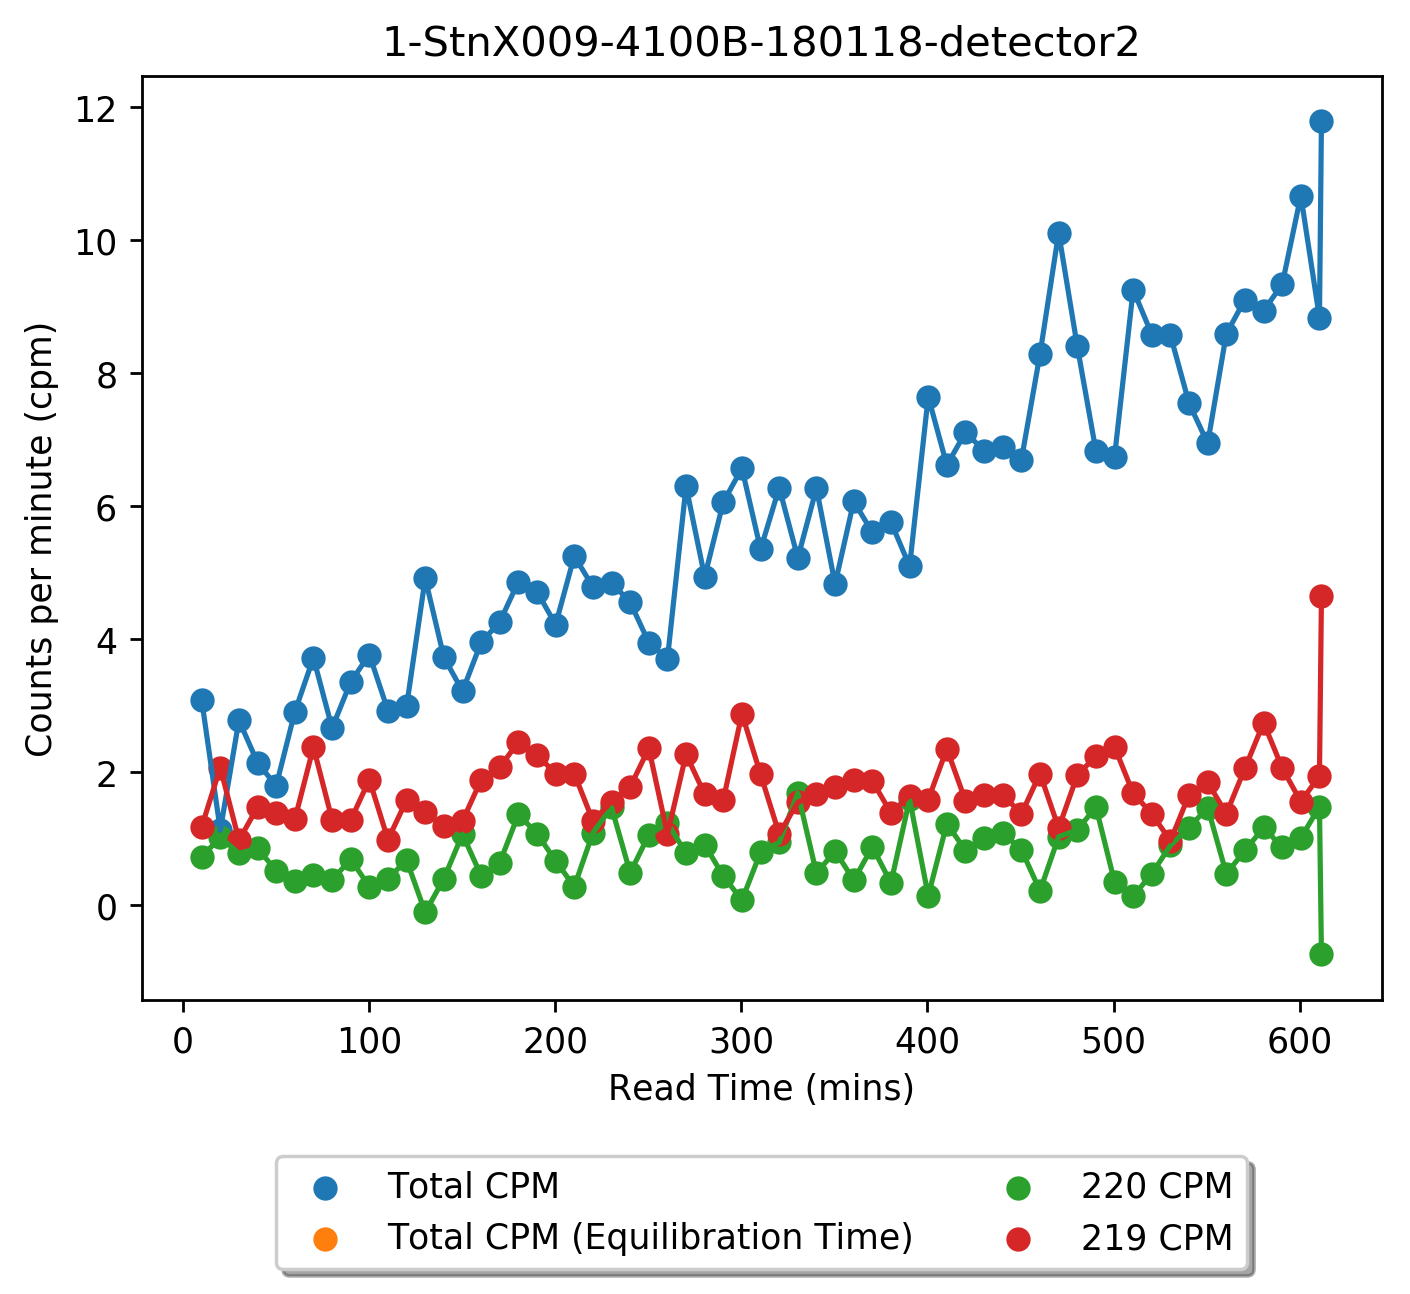 1-StnX009-4100B-180118-detector2
12
10
8
6
4
2
0
Counts per minute (cpm)
0 100 200 300 400 500 600
Read Time (mins)
Total CPM
Total CPM (Equilibration Time)
220 CPM
219 CPM